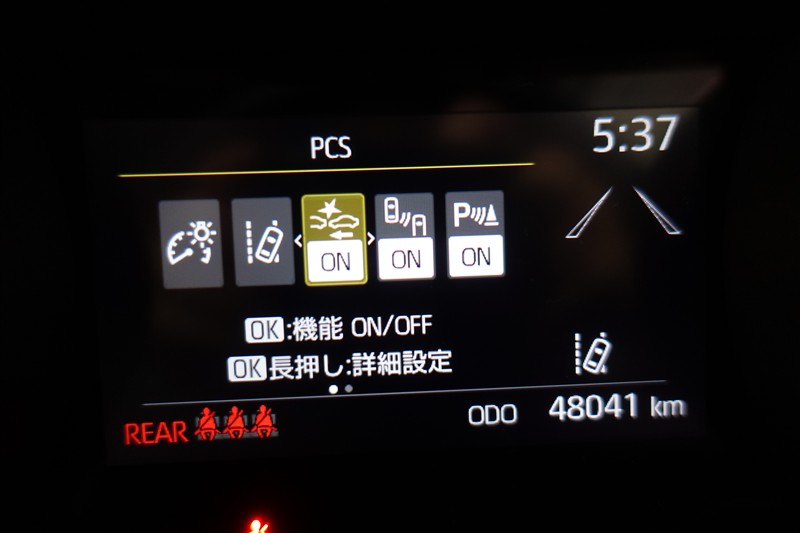 PCS
5:37
ON
ON
P ON
OK:機能 ON/OFF
OK長押し:詳細設定
REAR
ODO 48041 km